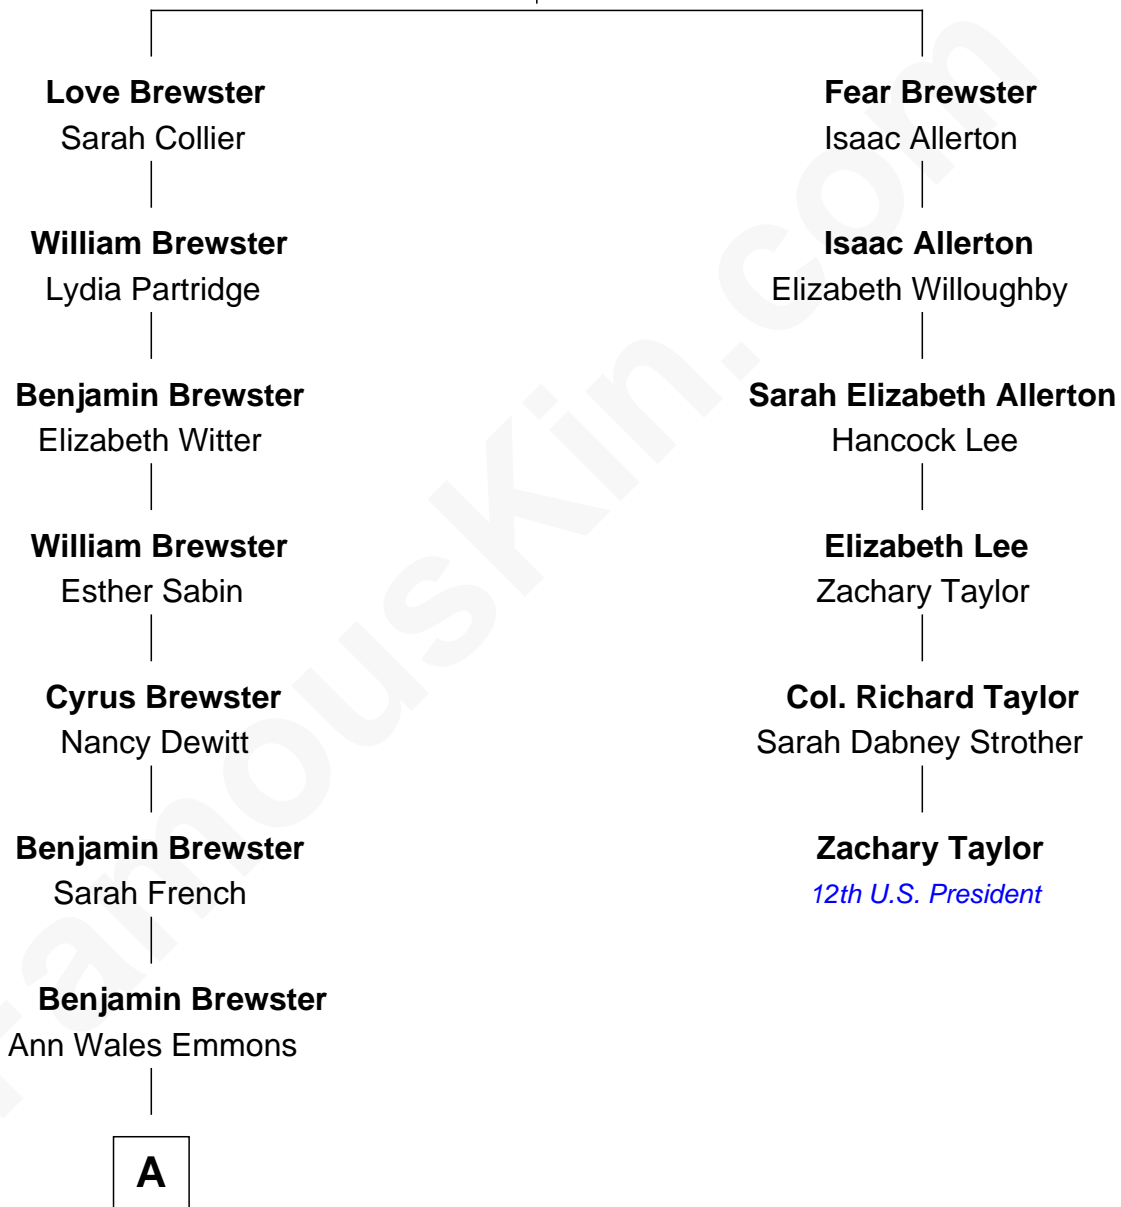 Love Brewster
Sarah Collier
William Brewster
Lydia Partridge
Benjamin Brewster
Elizabeth Witter
William Brewster
Esther Sabin
Cyrus Brewster
Nancy Dewitt
Benjamin Brewster
Sarah French
Benjamin Brewster
Ann Wales Emmons
A
Fear Brewster
Isaac Allerton
Isaac Allerton
Elizabeth Willoughby
Sarah Elizabeth Allerton
Hancock Lee
Elizabeth Lee
Zachary Taylor
Col. Richard Taylor
Sarah Dabney Strother
Zachary Taylor
12th U.S. President
FamousKin.com